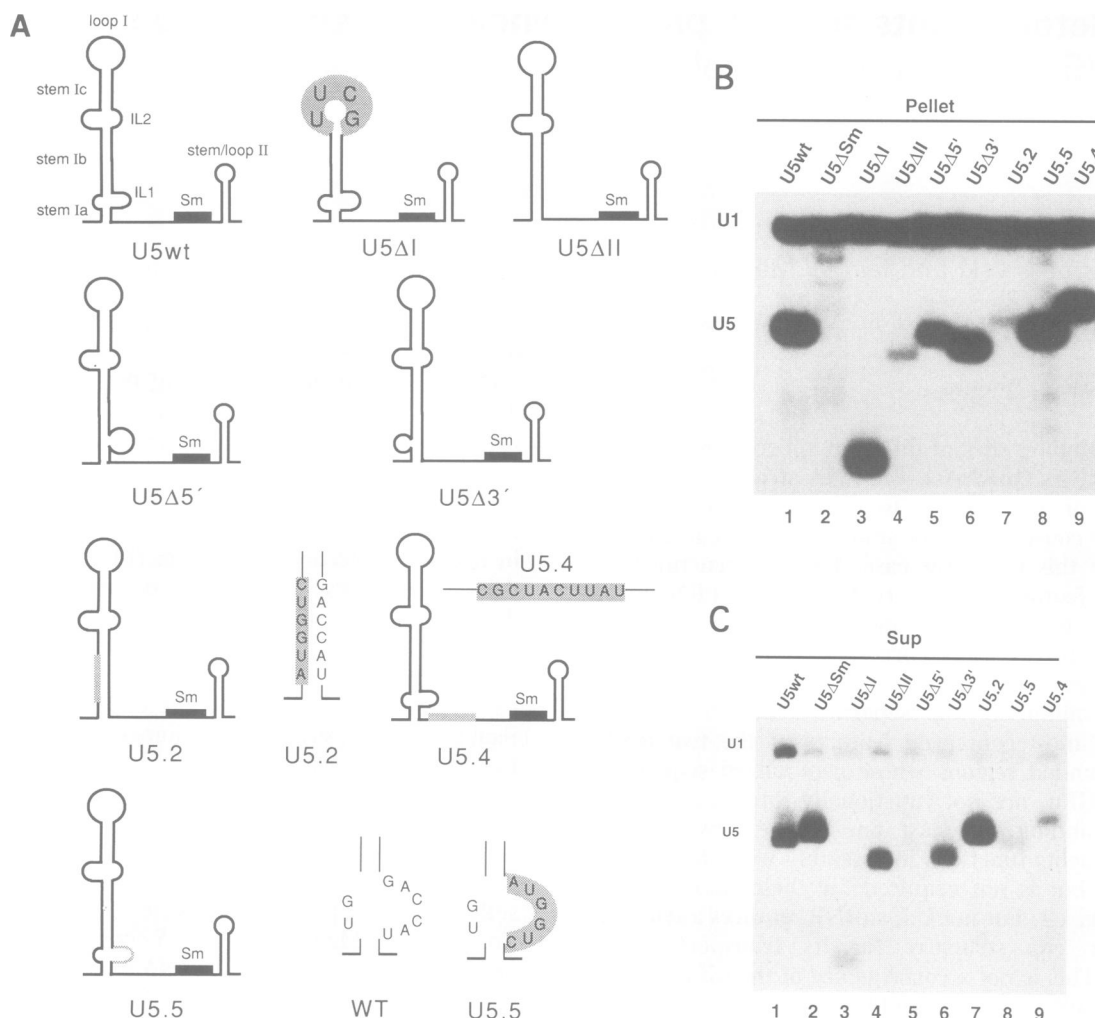 A
loop I
stem Ic
IL2
stem Ib
IL1
stem Ia
stem/loop II
Sm
U5wt
U C
U G
Sm
U5ΔI
Sm
U5ΔII
Sm
U5Δ5´
Sm
U5Δ3´
Sm
U5.2
C G
U A
G C
G C
U A
A U
U5.2
U5.4
CGCUACUUAU
Sm
U5.4
Sm
U5.5
G
A
C
C
A
U
G
U
U
WT
A
U
G
G
U
C
G
U
U5.5
B
Pellet
U5wt U5ΔSm U5ΔI U5ΔII U5Δ5' U5Δ3' U5.2 U5.5 U5.4
U1
U5
1 2 3 4 5 6 7 8 9
C
Sup
U5wt U5ΔSm U5ΔI U5ΔII U5Δ5' U5Δ3' U5.2 U5.5 U5.4
U1
U5
1 2 3 4 5 6 7 8 9